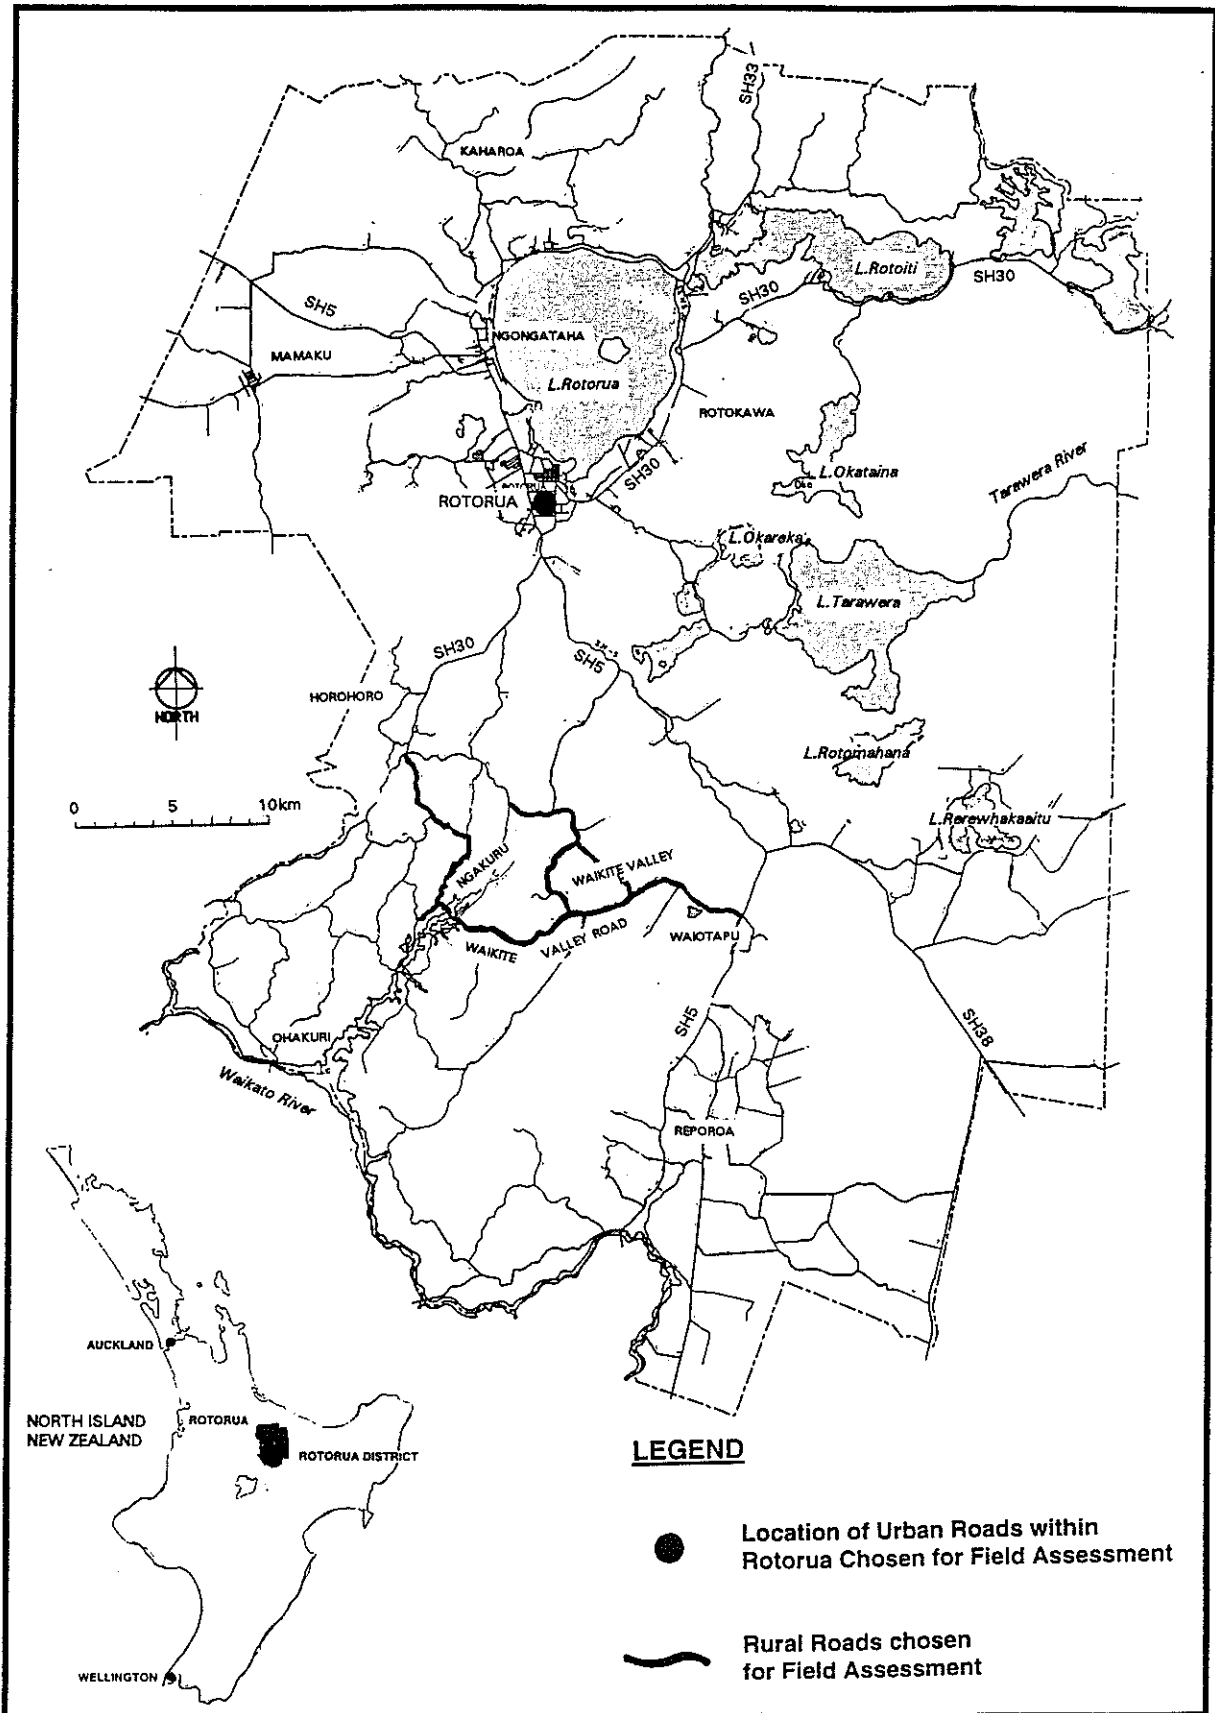 SH33
KAHAROA
L.Rotoiti
SH30
SH30
SH5
NGONGATAHA
MAMAKU
L.Rotorua
ROTOKAWA
L.Okataina
Tarawera River
SH30
ROTORUA
ROTORUA
L.Okareka
L.Tarawera
SH30
SH5
HOROHORO
NORTH
L.Rotomahana
0 5 10km
L.Rerewhakaaitu
NGAKURU
WAIKITE VALLEY
WAIKITE VALLEY ROAD
WAIOTAPU
SH5
SH38
OHAKURI
Waikato River
REPOROA
AUCKLAND
NORTH ISLAND
NEW ZEALAND
ROTORUA
ROTORUA DISTRICT
WELLINGTON
LEGEND
Location of Urban Roads within
Rotorua Chosen for Field Assessment
Rural Roads chosen
for Field Assessment